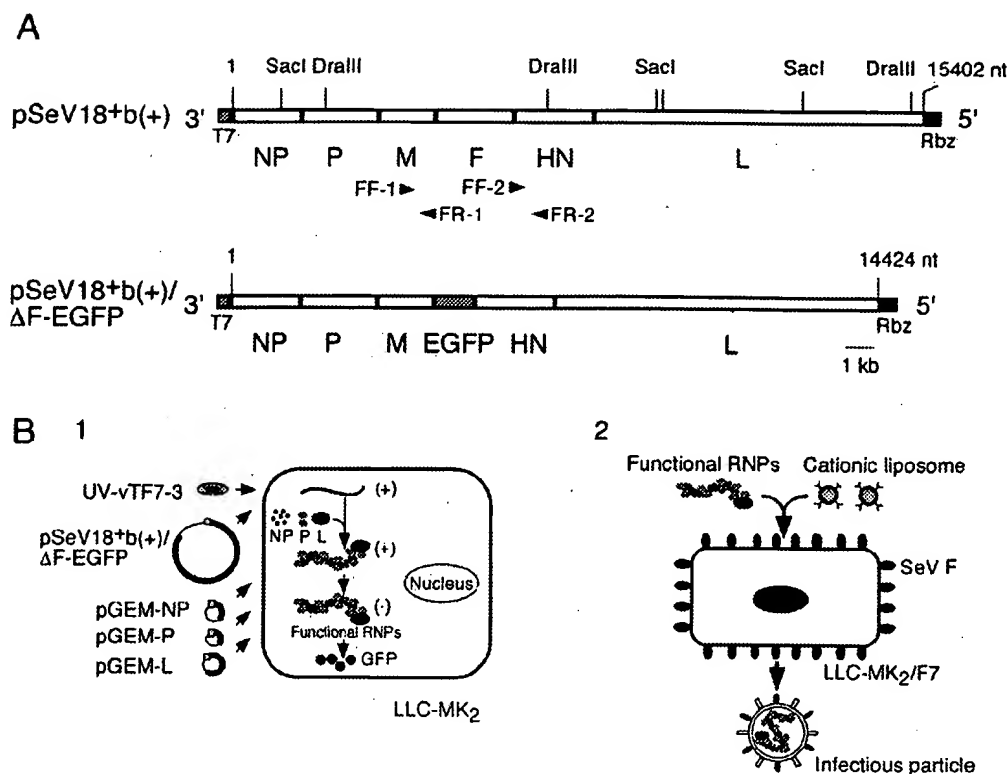 A
1 SacI DraIII DraIII SacI SacI DraIII 15402 nt
pSeV18+b(+) 3' 5'
T7 Rbz
NP P M F HN L
FF-1 FF-2
FR-1 FR-2
1 14424 nt
pSeV18+b(+)/
ΔF-EGFP 3' 5'
T7 Rbz
NP P M EGFP HN L
1 kb
B 1
UV-vTF7-3
pSeV18+b(+)/
ΔF-EGFP
pGEM-NP
pGEM-P
pGEM-L
(+)
NP P L
(+)
Nucleus
(-)
Functional RNPs
GFP
LLC-MK2
2
Functional RNPs Cationic liposome
SeV F
LLC-MK2/F7
Infectious particle